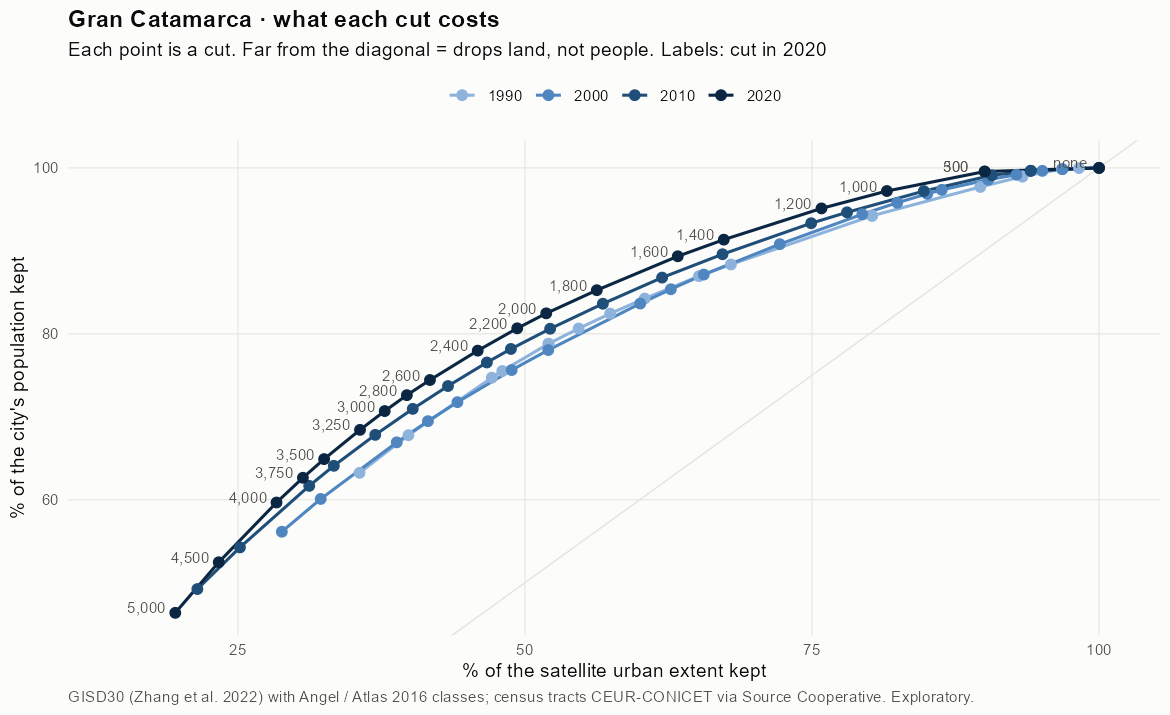 Gran Catamarca · what each cut costs
Each point is a cut. Far from the diagonal = drops land, not people. Labels: cut in 2020
1990 2000 2010 2020
% of the city's population kept
100
80
60
none
300
1,000
1,200
1,400
1,600
1,800
2,000
2,200
2,400
2,600
2,800
3,000
3,250
3,500
3,750
4,000
4,500
5,000
25 50 75 100
% of the satellite urban extent kept
GISD30 (Zhang et al. 2022) with Angel / Atlas 2016 classes; census tracts CEUR-CONICET via Source Cooperative. Exploratory.